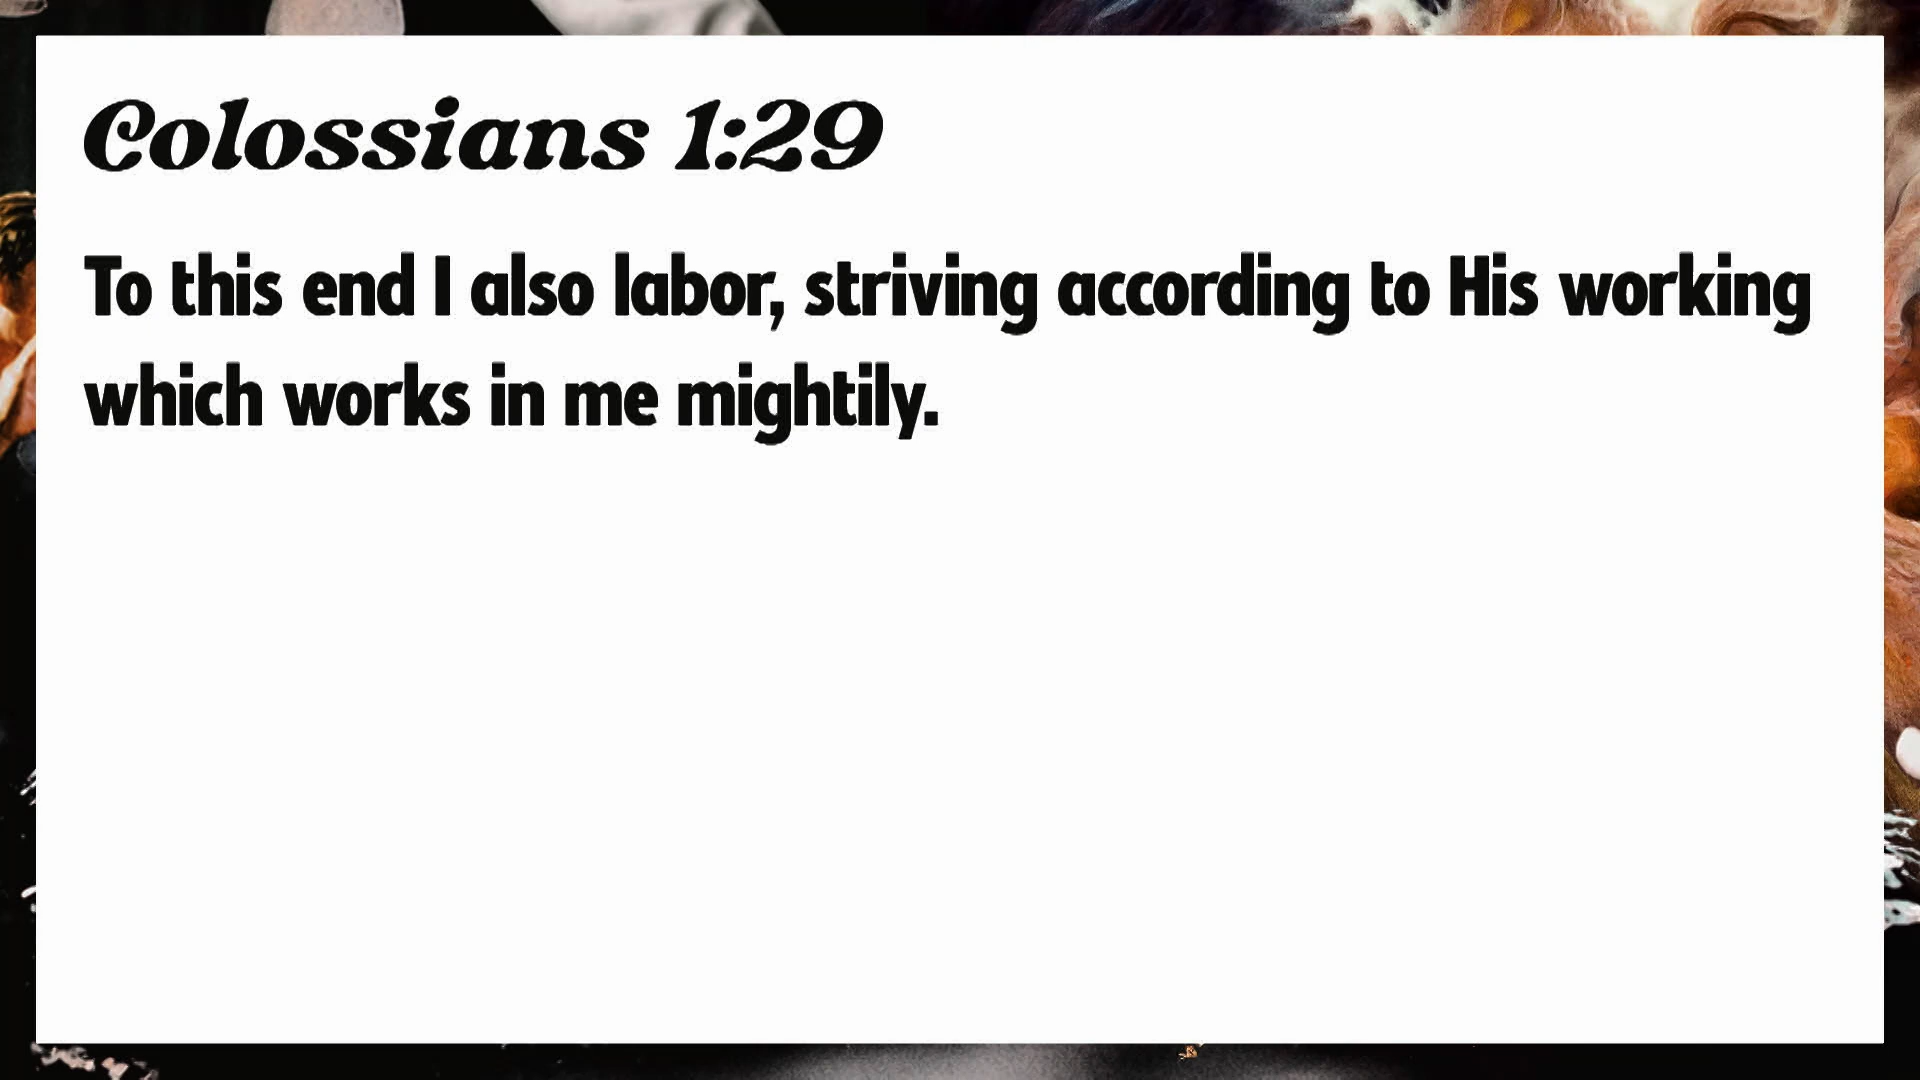 Colossians 1:29
To this end I also labor, striving according to His working
which works in me mightily.